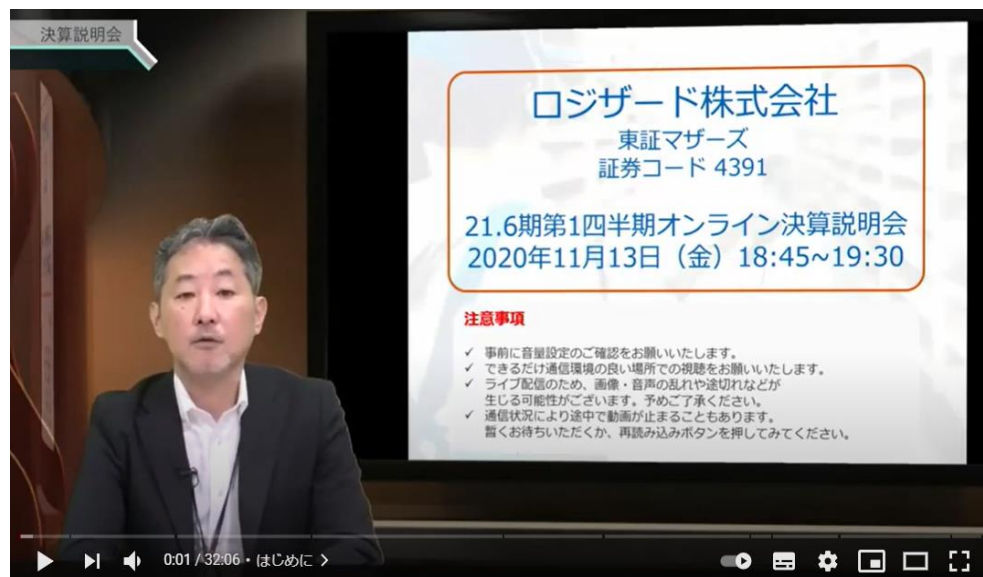 決算説明会
ロジザード株式会社
東証マザーズ
証券コード 4391
21.6期第1四半期オンライン決算説明会
2020年11月13日（金）18:45~19:30
注意事項
✓ 事前に音量設定のご確認をお願いいたします。
✓ できるだけ通信環境の良い場所での視聴をお願いいたします。
✓ ライブ配信のため、画像・音声の乱れや途切れなどが
生じる可能性がございます。予めご了承ください。
✓ 通信状況により途中で動画が止まることもあります。
暫くお待ちいただくか、再読み込みボタンを押してみてください。
0:01 / 32:06・はじめに